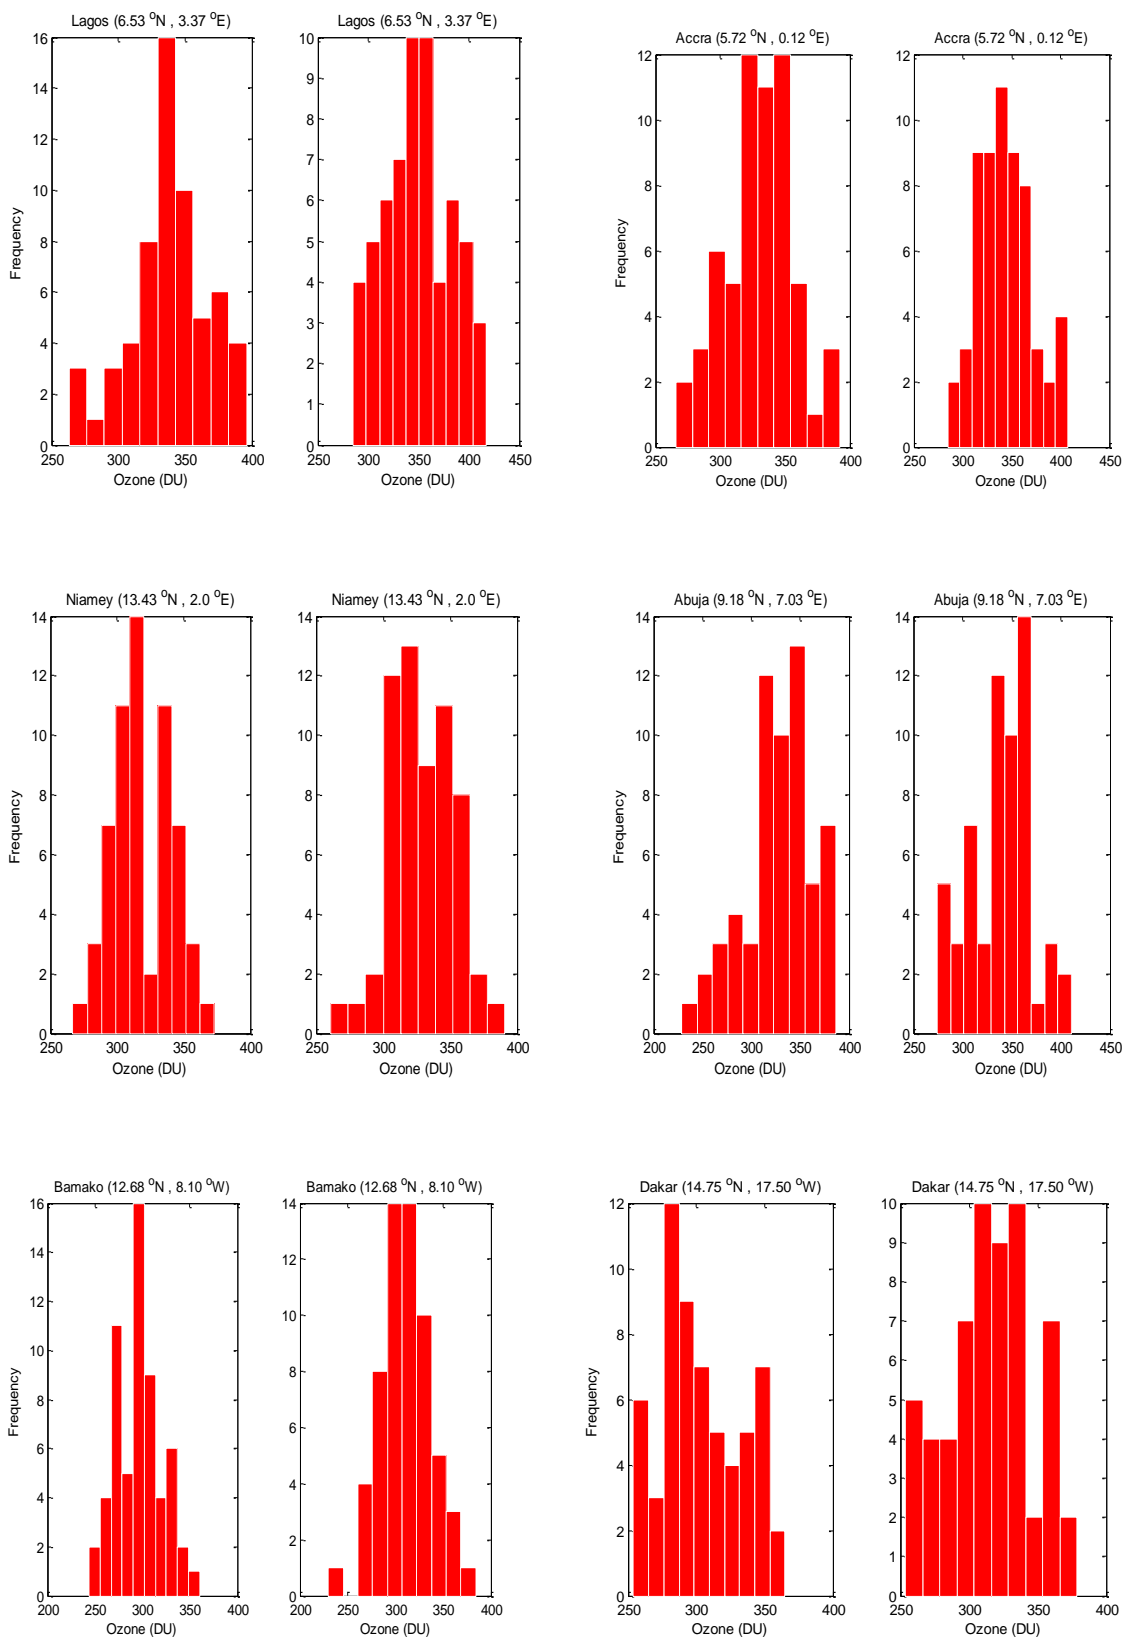 Lagos (6.53 °N , 3.37 °E)
Frequency
16
14
12
10
8
6
4
2
0
250 300 350 400
Ozone (DU)
Lagos (6.53 °N , 3.37 °E)
10
9
8
7
6
5
4
3
2
1
0
250 300 350 400 450
Ozone (DU)
Accra (5.72 °N , 0.12 °E)
Frequency
12
10
8
6
4
2
0
250 300 350 400
Ozone (DU)
Accra (5.72 °N , 0.12 °E)
12
10
8
6
4
2
0
250 300 350 400 450
Ozone (DU)
Niamey (13.43 °N , 2.0 °E)
Frequency
14
12
10
8
6
4
2
0
250 300 350 400
Ozone (DU)
Niamey (13.43 °N , 2.0 °E)
14
12
10
8
6
4
2
0
250 300 350 400
Ozone (DU)
Abuja (9.18 °N , 7.03 °E)
Frequency
14
12
10
8
6
4
2
0
200 250 300 350 400
Ozone (DU)
Abuja (9.18 °N , 7.03 °E)
14
12
10
8
6
4
2
0
250 300 350 400 450
Ozone (DU)
Bamako (12.68 °N , 8.10 °W)
Frequency
16
14
12
10
8
6
4
2
0
200 250 300 350 400
Ozone (DU)
Bamako (12.68 °N , 8.10 °W)
14
12
10
8
6
4
2
0
200 250 300 350 400
Ozone (DU)
Dakar (14.75 °N , 17.50 °W)
Frequency
12
10
8
6
4
2
0
250 300 350 400
Ozone (DU)
Dakar (14.75 °N , 17.50 °W)
10
9
8
7
6
5
4
3
2
1
0
250 300 350 400
Ozone (DU)